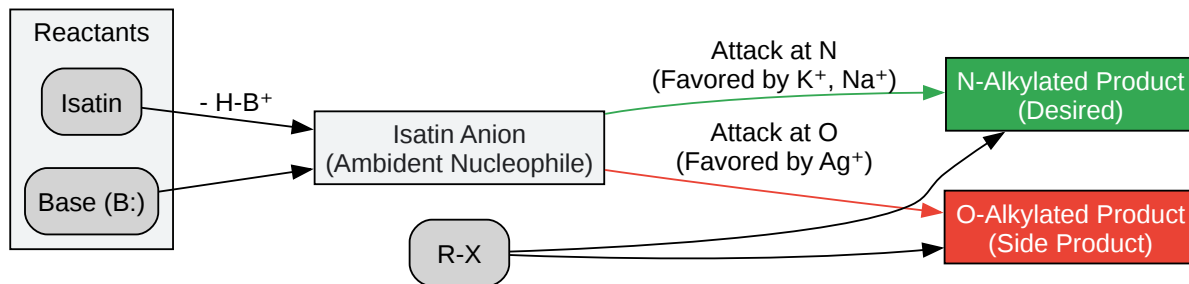 Reactants
Isatin
Base (B:)
- H-B⁺
Isatin Anion
(Ambident Nucleophile)
R-X
Attack at N
(Favored by K⁺, Na⁺)
Attack at O
(Favored by Ag⁺)
N-Alkylated Product
(Desired)
O-Alkylated Product
(Side Product)